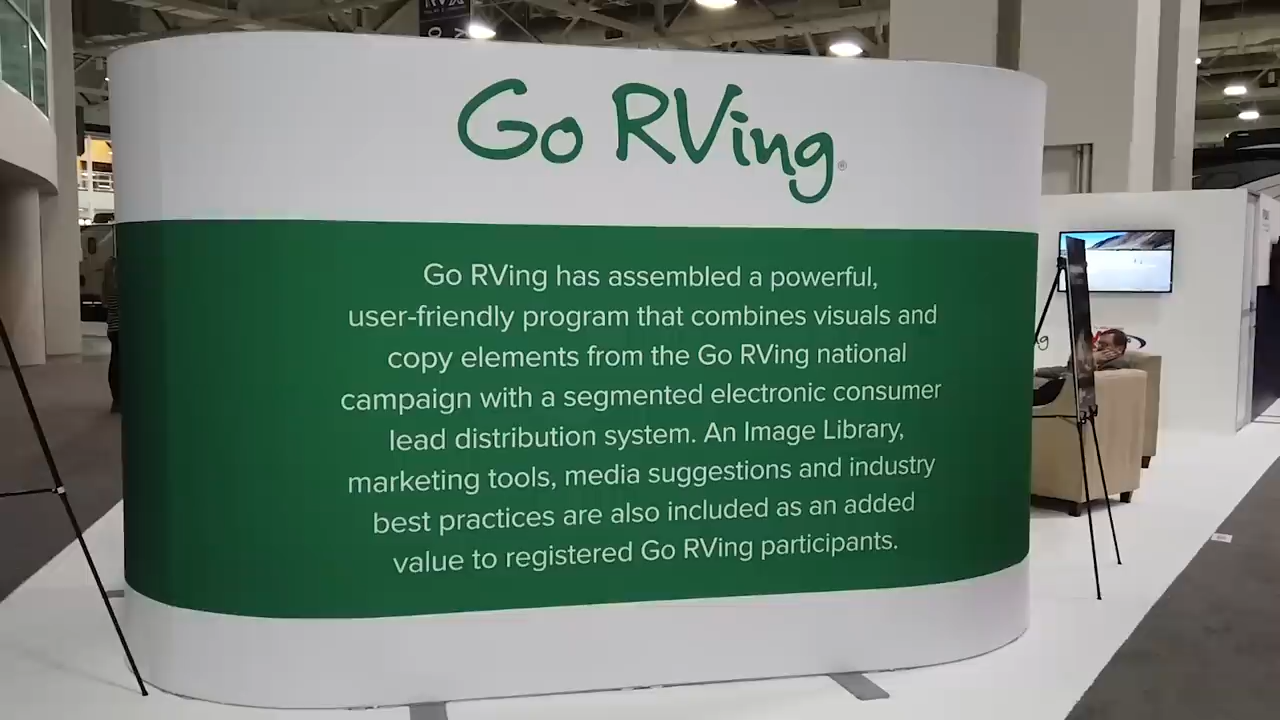 Go RVing®
Go RVing has assembled a powerful,
user-friendly program that combines visuals and
copy elements from the Go RVing national
campaign with a segmented electronic consumer
lead distribution system. An Image Library,
marketing tools, media suggestions and industry
best practices are also included as an added
value to registered Go RVing participants.